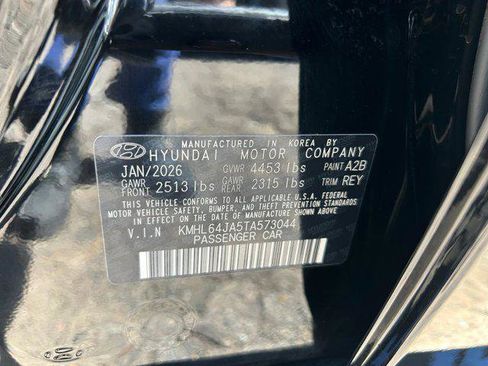 MANUFACTURED IN KOREA BY
HYUNDAI MOTOR COMPANY
JAN/2026 GVWR 4453 lbs PAINT A2B
GAWR FRONT 2513 lbs GAWR REAR 2315 lbs TRIM REY
THIS VEHICLE CONFORMS TO ALL APPLICABLE U.S.A. FEDERAL
MOTOR VEHICLE SAFETY, BUMPER, AND THEFT PREVENTION
STANDARDS IN EFFECT ON THE DATE OF MANUFACTURE SHOWN ABOVE.
V.I.N KMHL64JA5TA573044
PASSENGER CAR